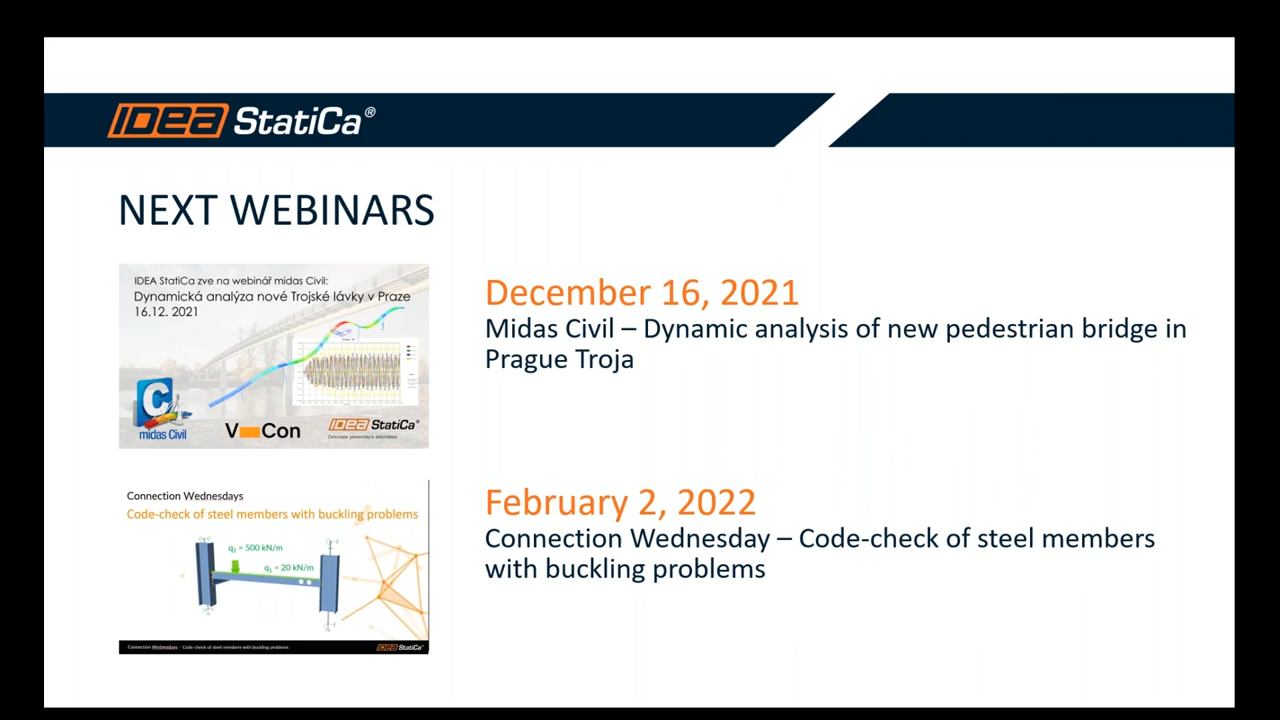 IDEA StatiCa®
NEXT WEBINARS
IDEA StatiCa zve na webinář midas Civil:
Dynamická analýza nové Trojské lávky v Praze
16.12. 2021
midas Civil
V Con
IDEA StatiCa®
Calculate yesterday's estimates
December 16, 2021
Midas Civil – Dynamic analysis of new pedestrian bridge in
Prague Troja
Connection Wednesdays
Code-check of steel members with buckling problems
q₂ = 500 kN/m
q₁ = 20 kN/m
Connection Wednesdays – Code-check of steel members with buckling problems
IDEA StatiCa®
February 2, 2022
Connection Wednesday – Code-check of steel members
with buckling problems